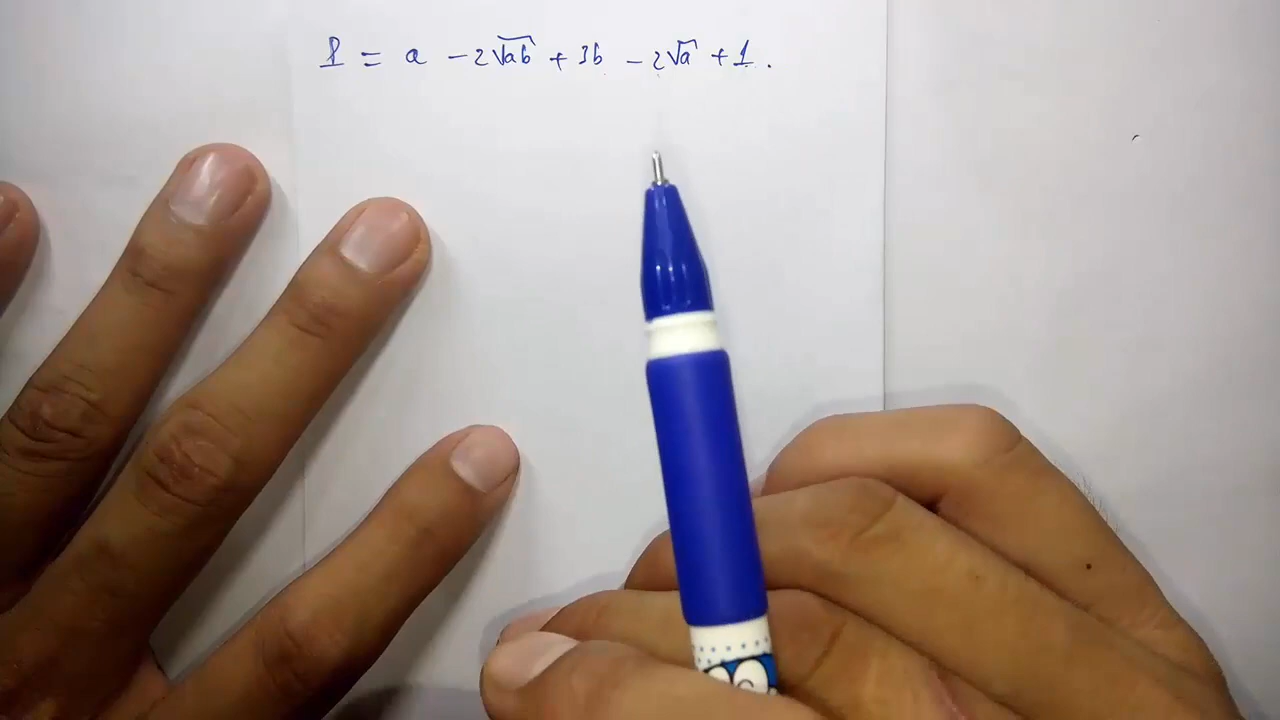 P = a - 2√ab + 3b - 2√a + 1.